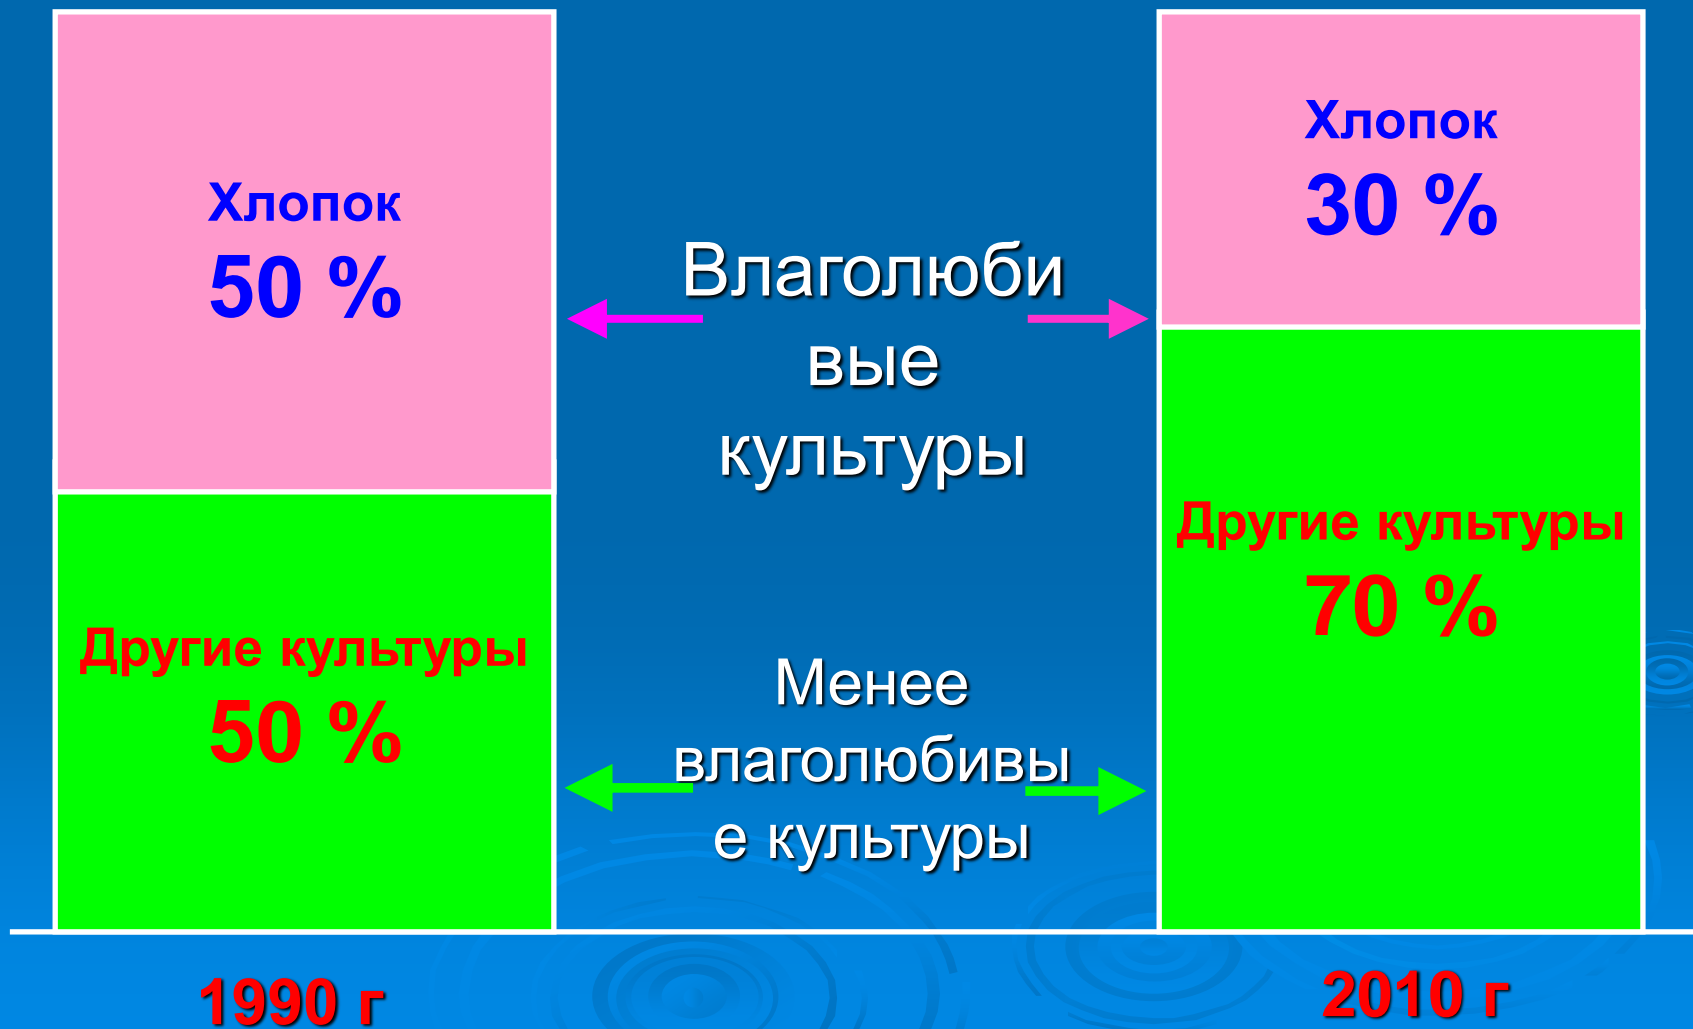 Хлопок
50 %
Другие культуры
50 %
1990 г
Влаголюби
вые
культуры
Менее
влаголюбивы
е культуры
Хлопок
30 %
Другие культуры
70 %
2010 г